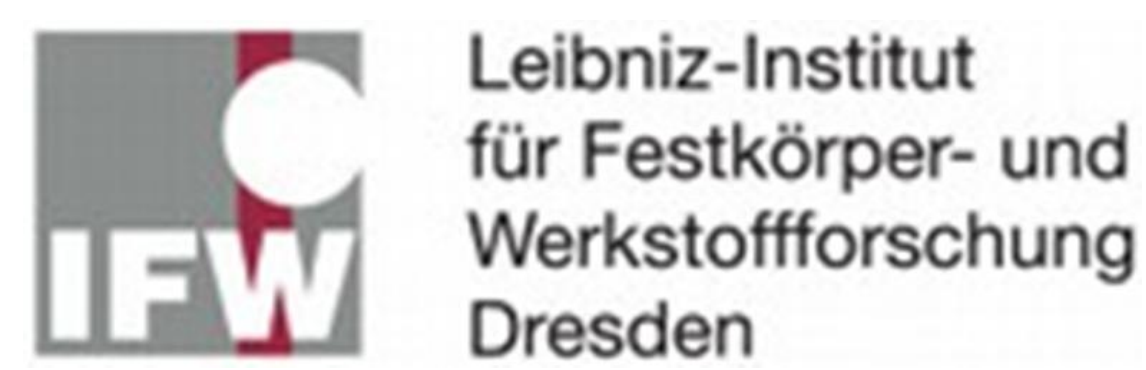 IFW
Leibniz-Institut
für Festkörper- und
Werkstoffforschung
Dresden